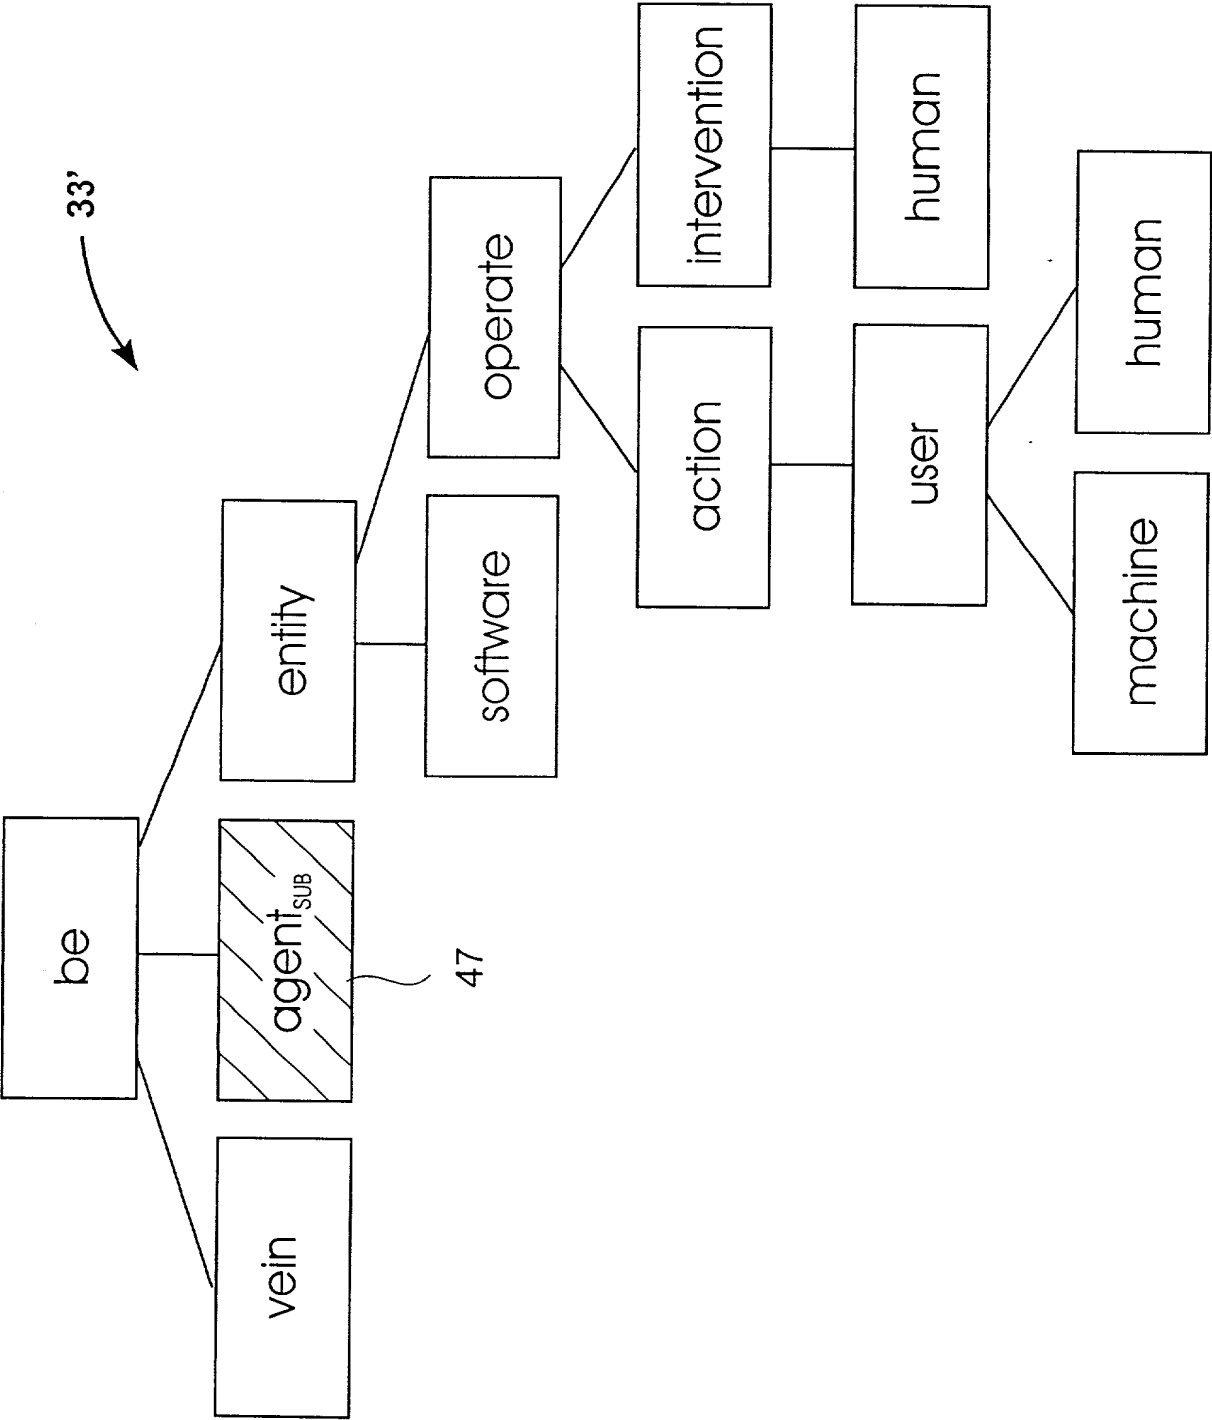 33'
be
vein
agentSUB
entity
47
software
operate
action
intervention
user
human
machine
human